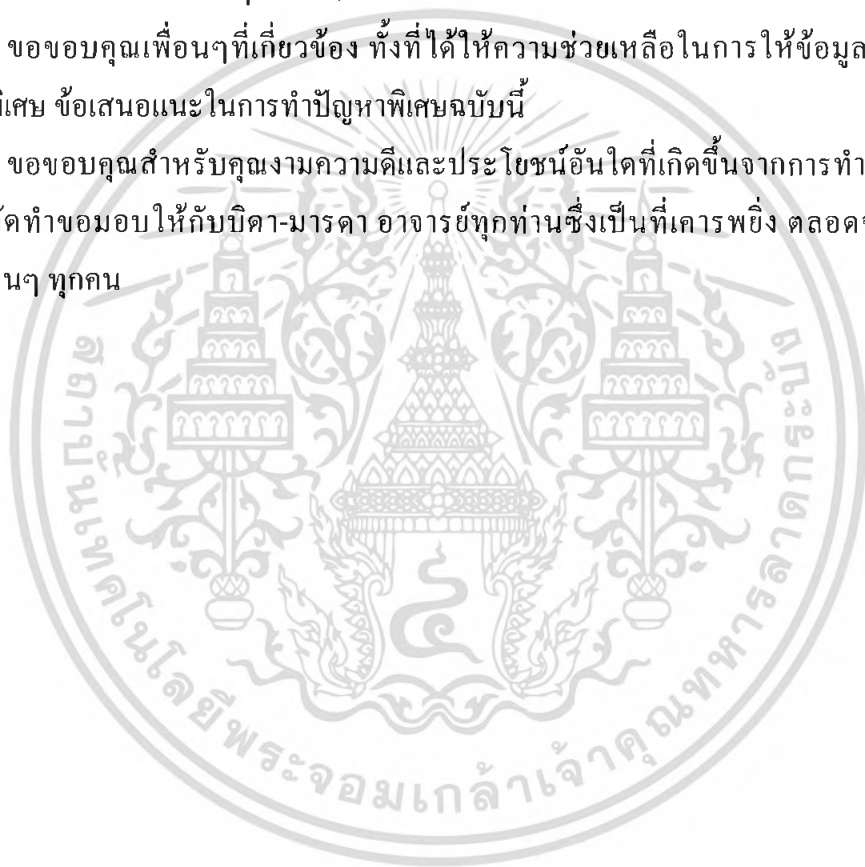 ขอขอบคุณเพื่อนๆที่เกี่ยวข้อง ทั้งที่ได้ให้ความช่วยเหลือในการให้ข้อมูล
พิเศษ ข้อเสนอแนะในการทำปัญหาพิเศษฉบับนี้
ขอขอบคุณสำหรับคุณงามความดีและประโยชน์อันใดที่เกิดขึ้นจากการทำ
ัดทำขอมอบให้กับบิดา-มารดา อาจารย์ทุกท่านซึ่งเป็นที่เคารพยิ่ง ตลอดจ
นๆ ทุกคน
สถาบันเทคโนโลยีพระจอมเกล้าเจ้าคุณทหารลาดกระบัง
๔